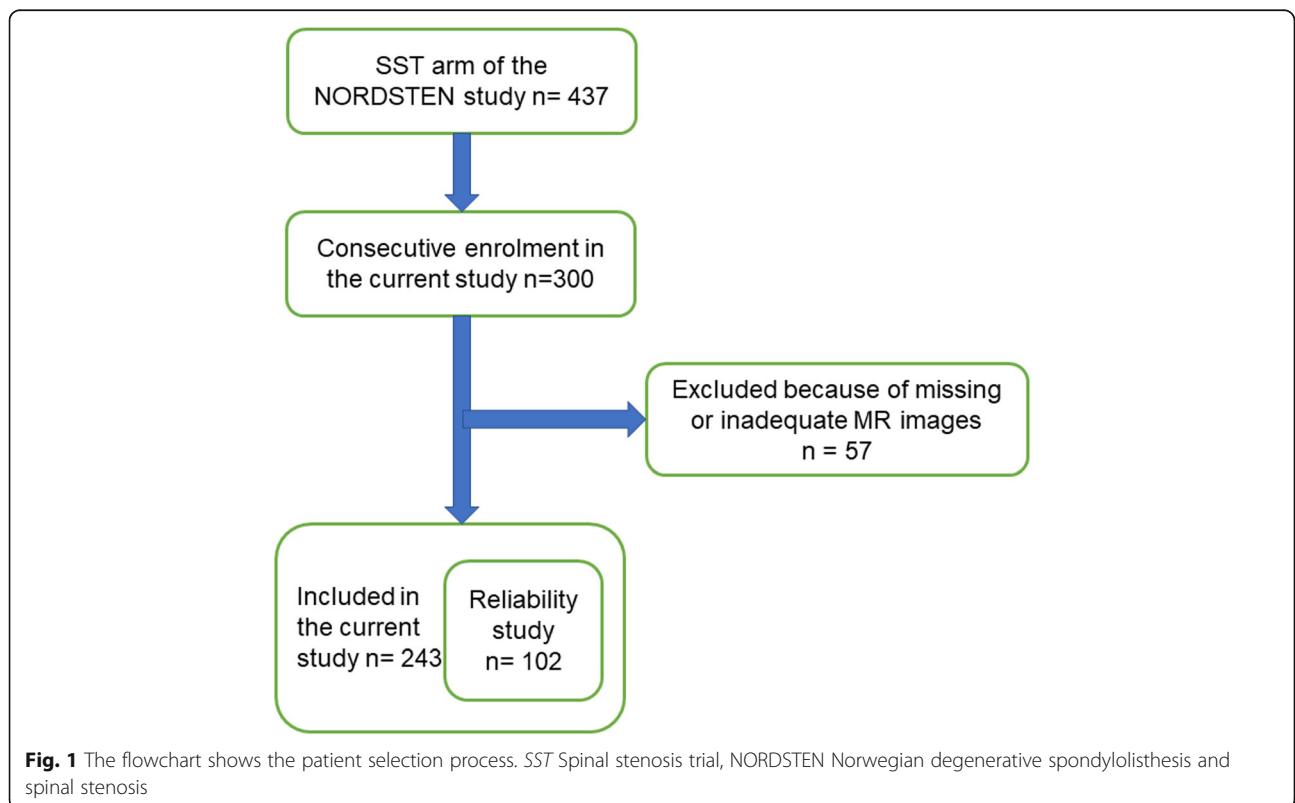 SST arm of the
NORDSTEN study n= 437
Consecutive enrolment in
the current study n=300
Excluded because of missing
or inadequate MR images
n = 57
Included in
the current
study n= 243
Reliability
study
n= 102
Fig. 1 The flowchart shows the patient selection process. SST Spinal stenosis trial, NORDSTEN Norwegian degenerative spondylolisthesis and
spinal stenosis